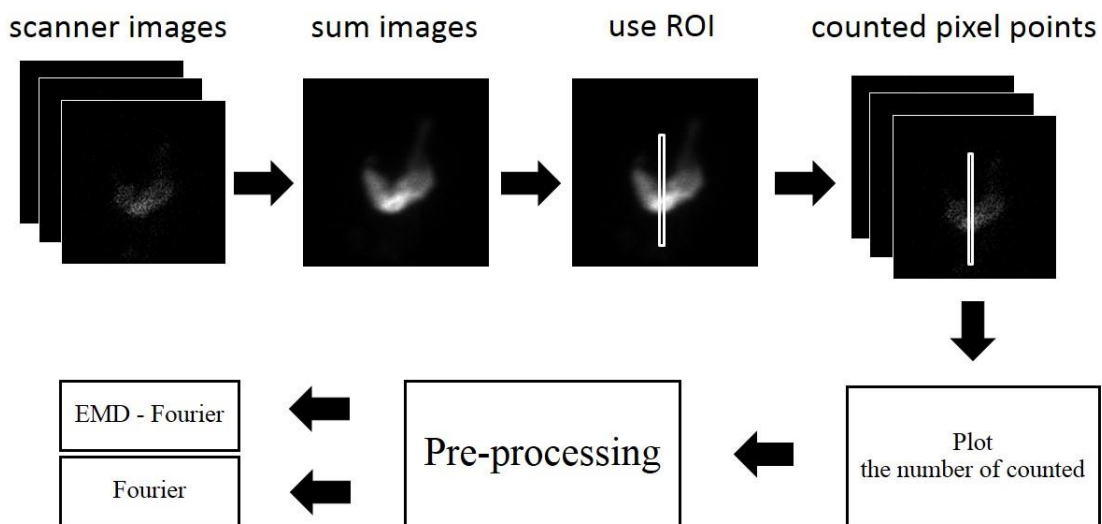 scanner images
sum images
use ROI
counted pixel points
EMD - Fourier
Fourier
Pre-processing
Plot
the number of counted